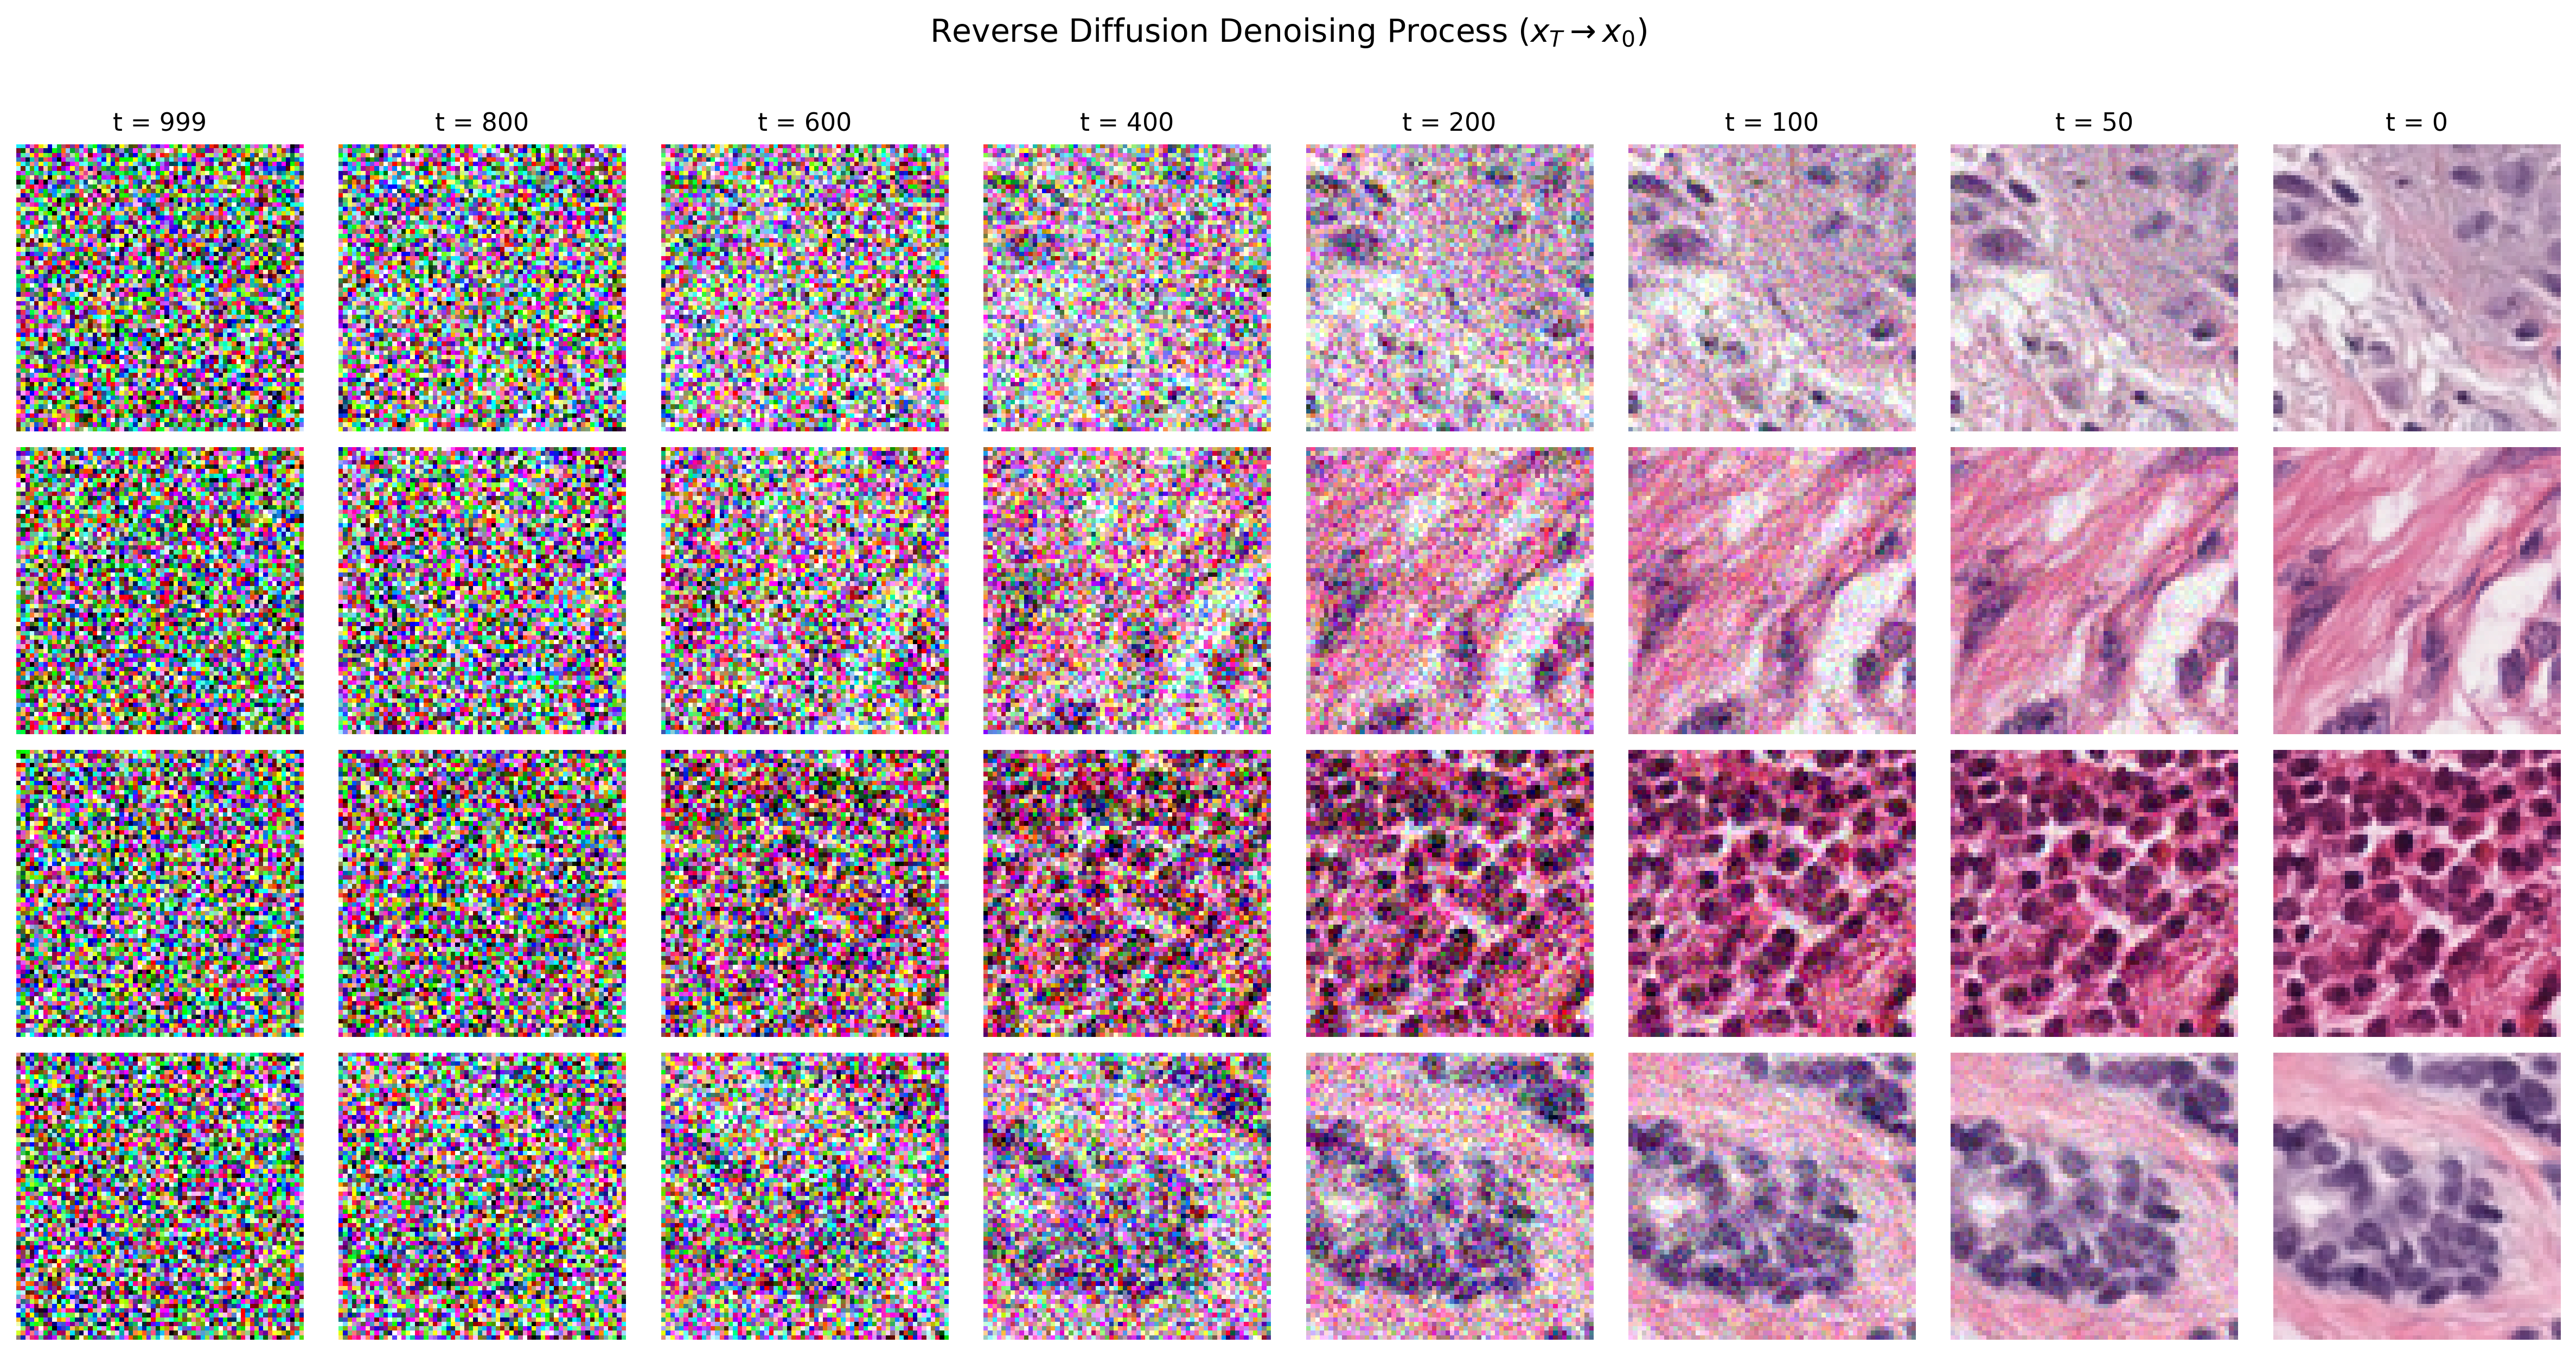 Reverse Diffusion Denoising Process (x_T → x_0)
t = 999 t = 800 t = 600 t = 400 t = 200 t = 100 t = 50 t = 0